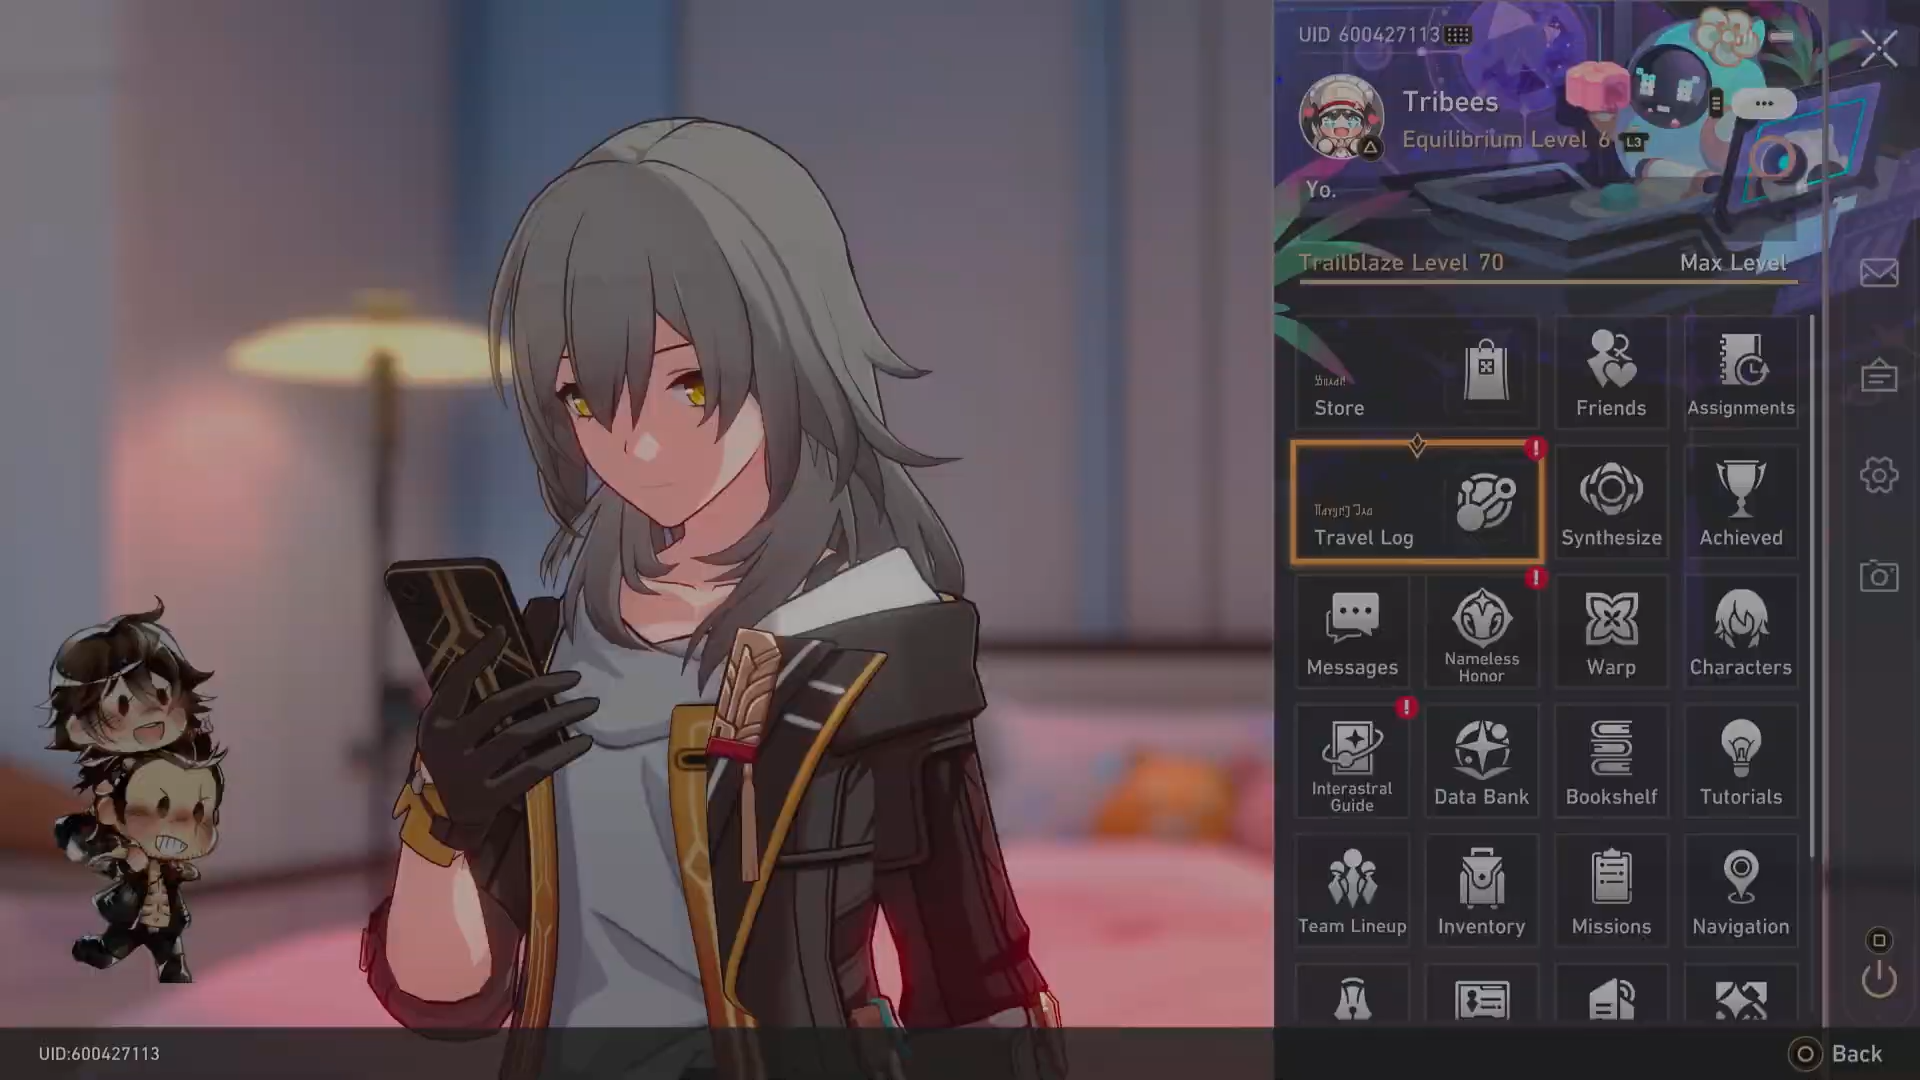 UID 600427113
Tribees
Equilibrium Level 6
L3
Yo.
Trailblaze Level 70
Max Level
Store
Friends
Assignments
Travel Log
Synthesize
Achieved
Messages
Nameless
Honor
Warp
Characters
Interastral
Guide
Data Bank
Bookshelf
Tutorials
Team Lineup
Inventory
Missions
Navigation
UID:600427113
Back